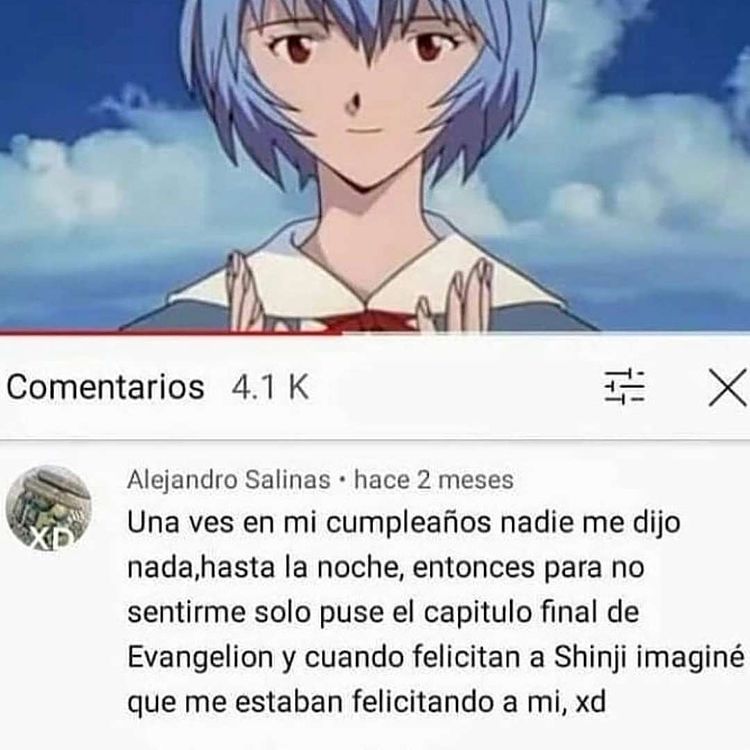 Comentarios 4.1 K
Alejandro Salinas • hace 2 meses
XD
Una ves en mi cumpleaños nadie me dijo
nada,hasta la noche, entonces para no
sentirme solo puse el capitulo final de
Evangelion y cuando felicitan a Shinji imaginé
que me estaban felicitando a mi, xd